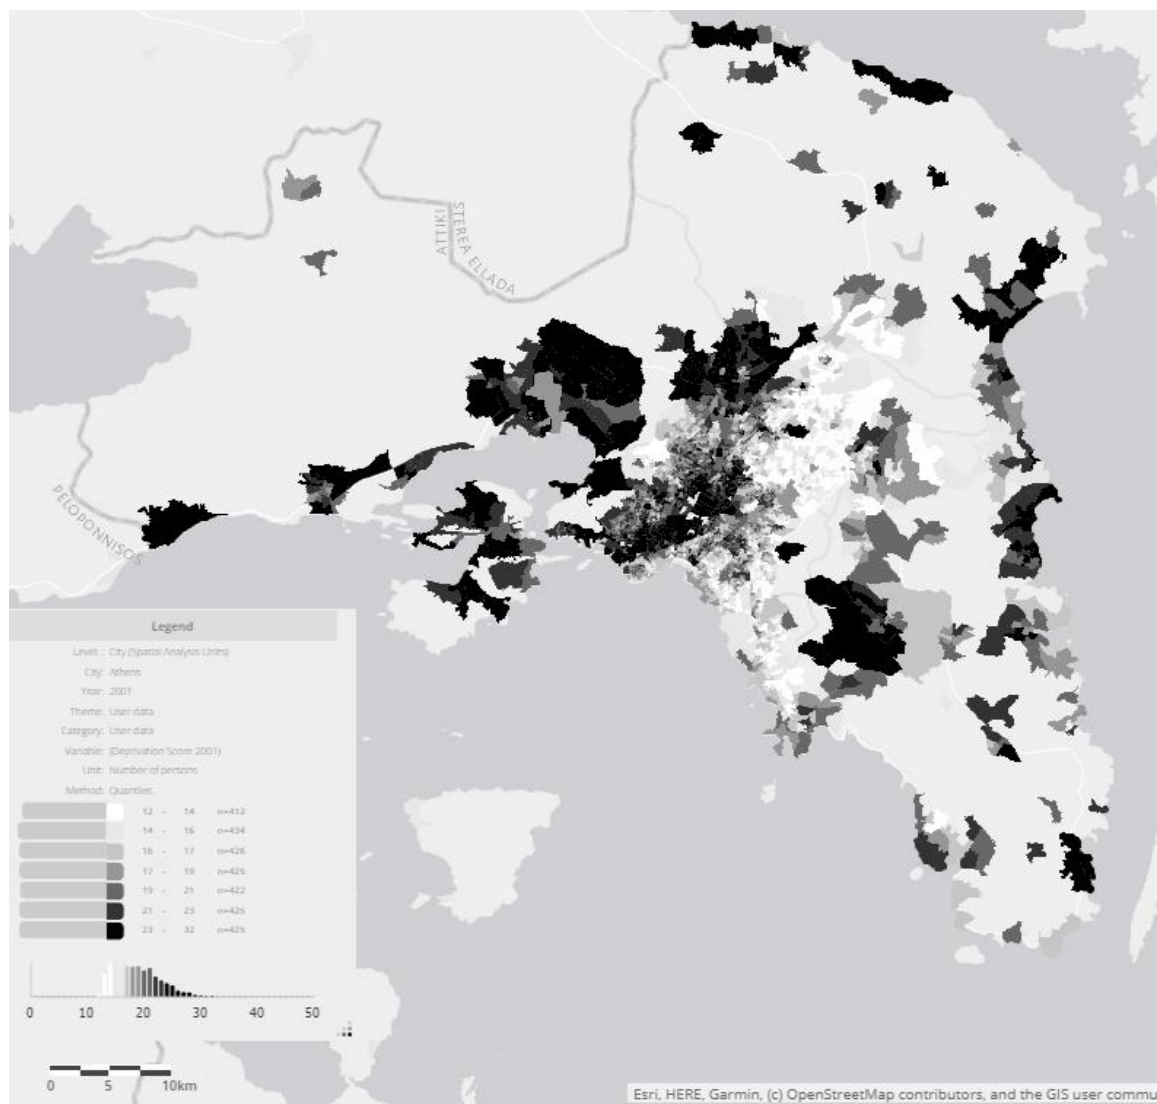 ATTIKI
STEREA ELLADA
PELOPONNISOS
Legend
Level : City (Spatial Analysis Units)
City: Athens
Year: 2001
Theme: User data
Category: User data
Variable: (Deprivation Score 2001)
Unit: Number of persons
Method: Quantiles
12 - 14 n=412
14 - 16 n=434
16 - 17 n=426
17 - 19 n=425
19 - 21 n=422
21 - 23 n=425
23 - 32 n=425
0 10 20 30 40 50
0 5 10km
Esri, HERE, Garmin, (c) OpenStreetMap contributors, and the GIS user commu